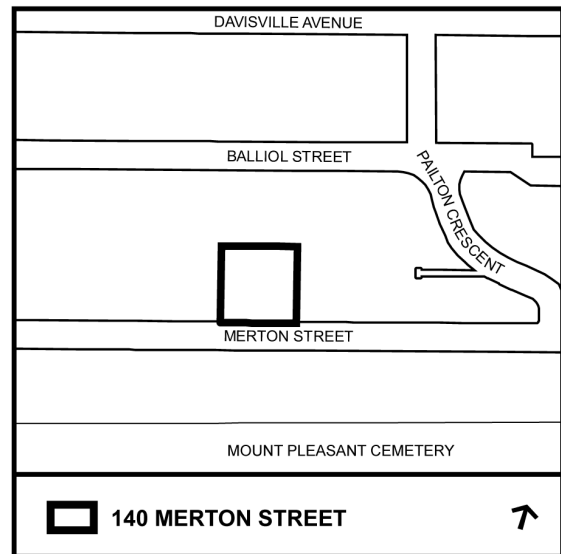 DAVISVILLE AVENUE
BALLIOL STREET
PAILTON CRESCENT
MERTON STREET
MOUNT PLEASANT CEMETERY
140 MERTON STREET